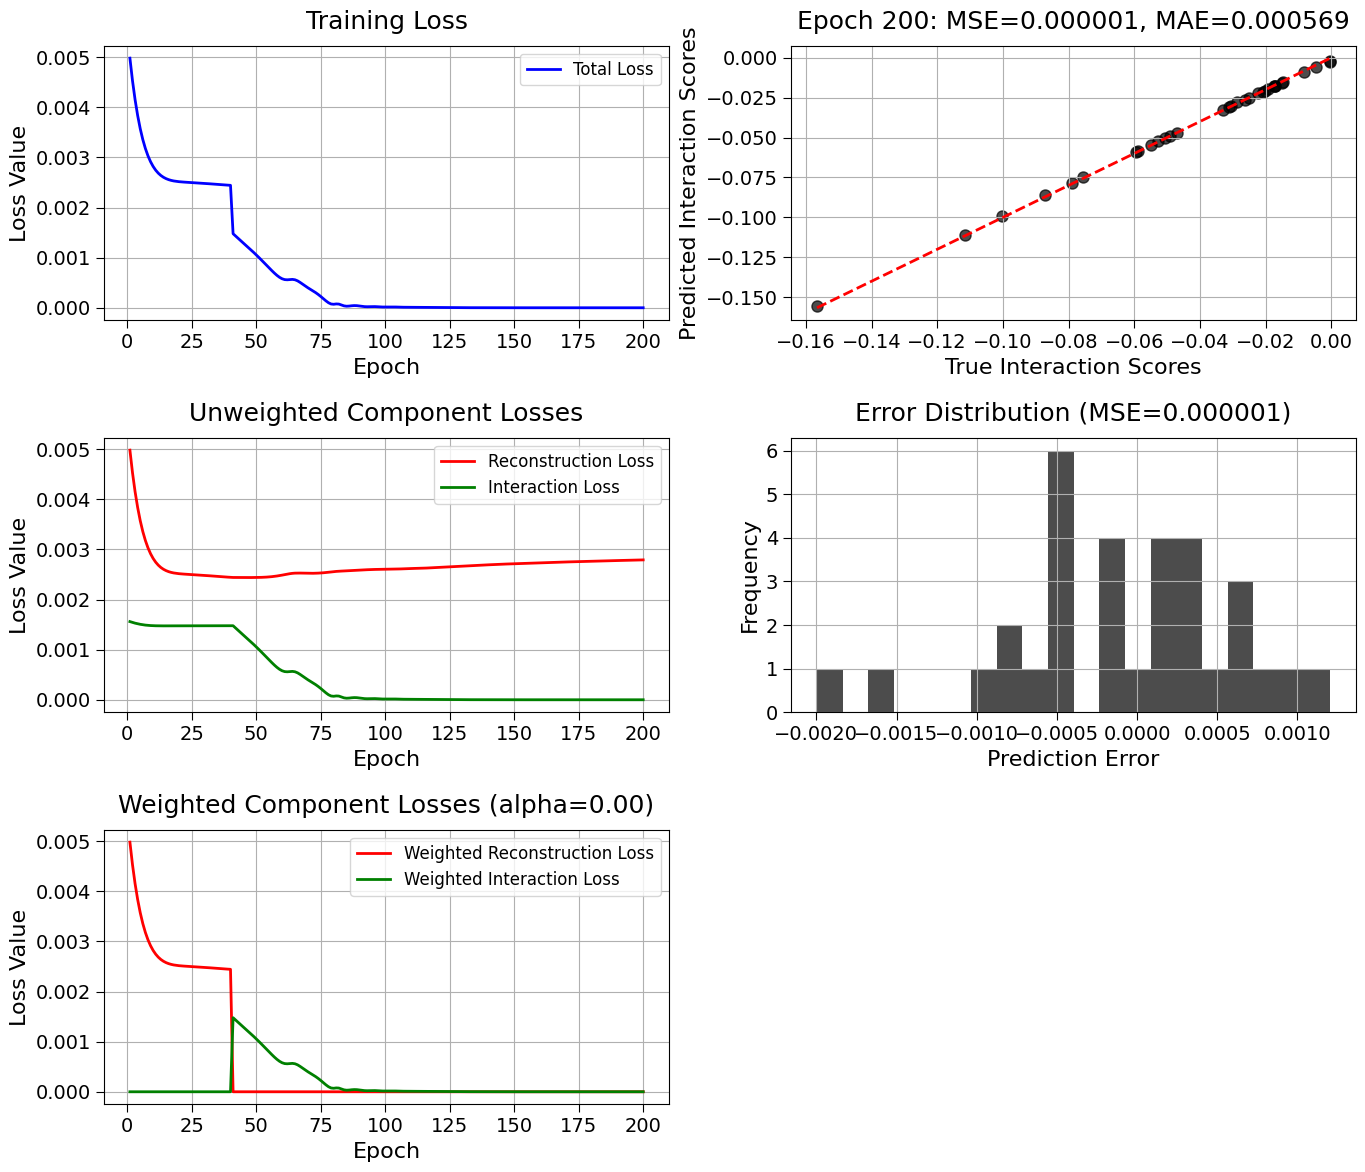 Training Loss
Total Loss
0.005
0.004
0.003
0.002
0.001
0.000
Loss Value
0 25 50 75 100 125 150 175 200
Epoch
Epoch 200: MSE=0.000001, MAE=0.000569
0.000
−0.025
−0.050
−0.075
−0.100
−0.125
−0.150
Predicted Interaction Scores
−0.16 −0.14 −0.12 −0.10 −0.08 −0.06 −0.04 −0.02 0.00
True Interaction Scores
Unweighted Component Losses
Reconstruction Loss
Interaction Loss
0.005
0.004
0.003
0.002
0.001
0.000
Loss Value
0 25 50 75 100 125 150 175 200
Epoch
Error Distribution (MSE=0.000001)
6
5
4
3
2
1
0
Frequency
−0.0020 −0.0015 −0.0010 −0.0005 0.0000 0.0005 0.0010
Prediction Error
Weighted Component Losses (alpha=0.00)
Weighted Reconstruction Loss
Weighted Interaction Loss
0.005
0.004
0.003
0.002
0.001
0.000
Loss Value
0 25 50 75 100 125 150 175 200
Epoch